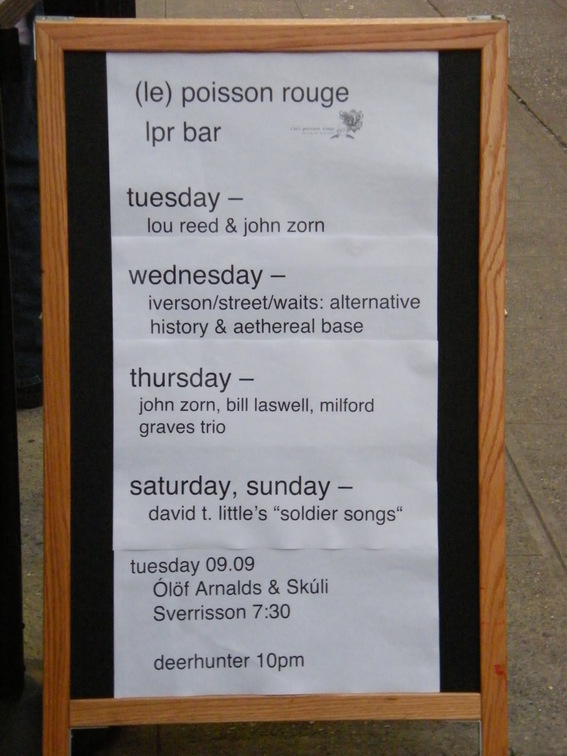 (le) poisson rouge
lpr bar
tuesday –
lou reed & john zorn
wednesday –
iverson/street/waits: alternative
history & aethereal base
thursday –
john zorn, bill laswell, milford
graves trio
saturday, sunday –
david t. little's “soldier songs“
tuesday 09.09
Ólöf Arnalds & Skúli
Sverrisson 7:30
deerhunter 10pm